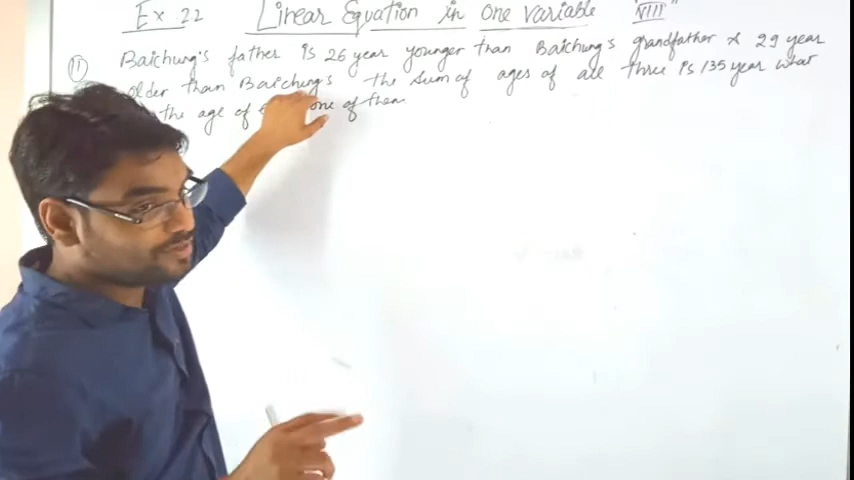 Ex 2.2 Linear Equation in one variable "VIII"
(11) Baichung's father is 26 year younger than Baichung's grandfather & 29 year
older than Baichung's the sum of ages of all three is 135 year what
the age of one of them